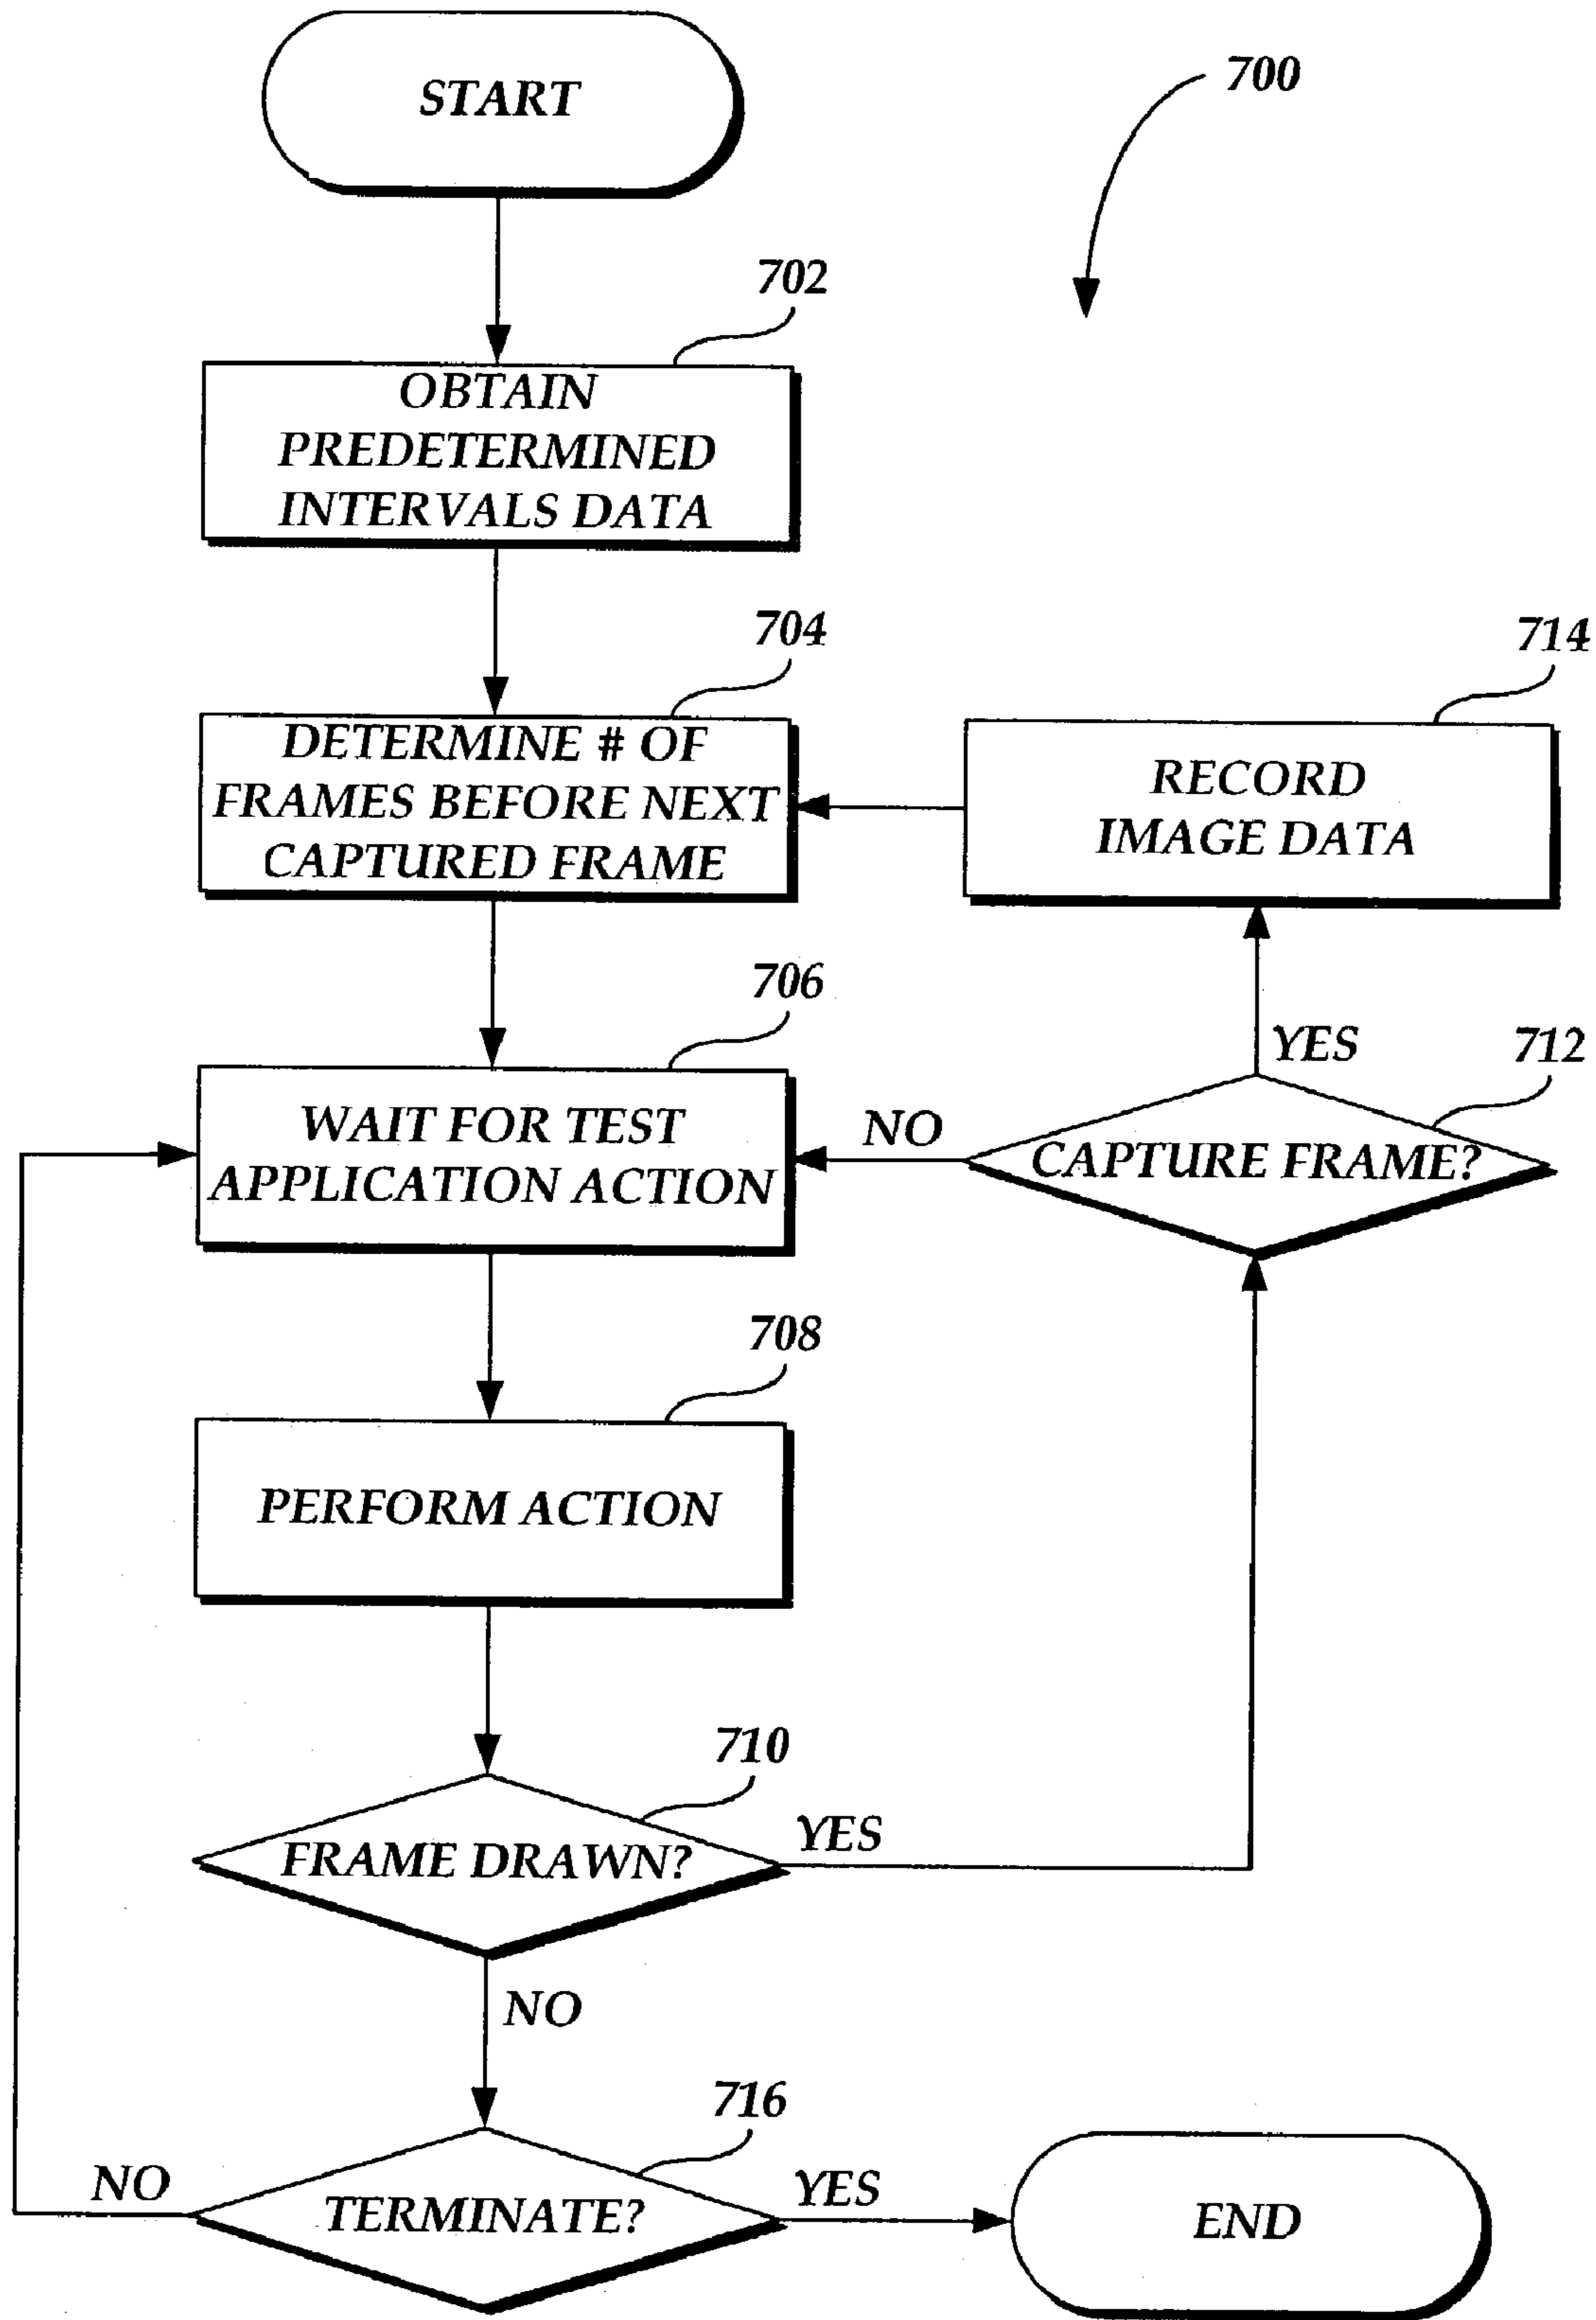 START
700
702
OBTAIN
PREDETERMINED
INTERVALS DATA
704
DETERMINE # OF
FRAMES BEFORE NEXT
CAPTURED FRAME
714
RECORD
IMAGE DATA
706
WAIT FOR TEST
APPLICATION ACTION
NO
YES
712
CAPTURE FRAME?
708
PERFORM ACTION
710
FRAME DRAWN?
YES
NO
716
TERMINATE?
NO
YES
END